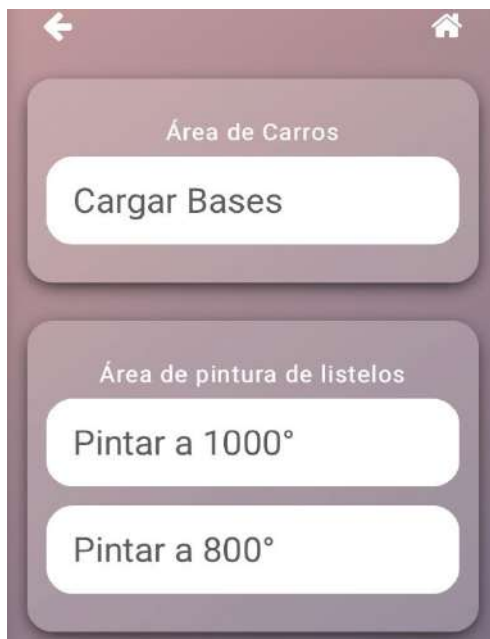 Área de Carros
Cargar Bases
Área de pintura de listelos
Pintar a 1000°
Pintar a 800°